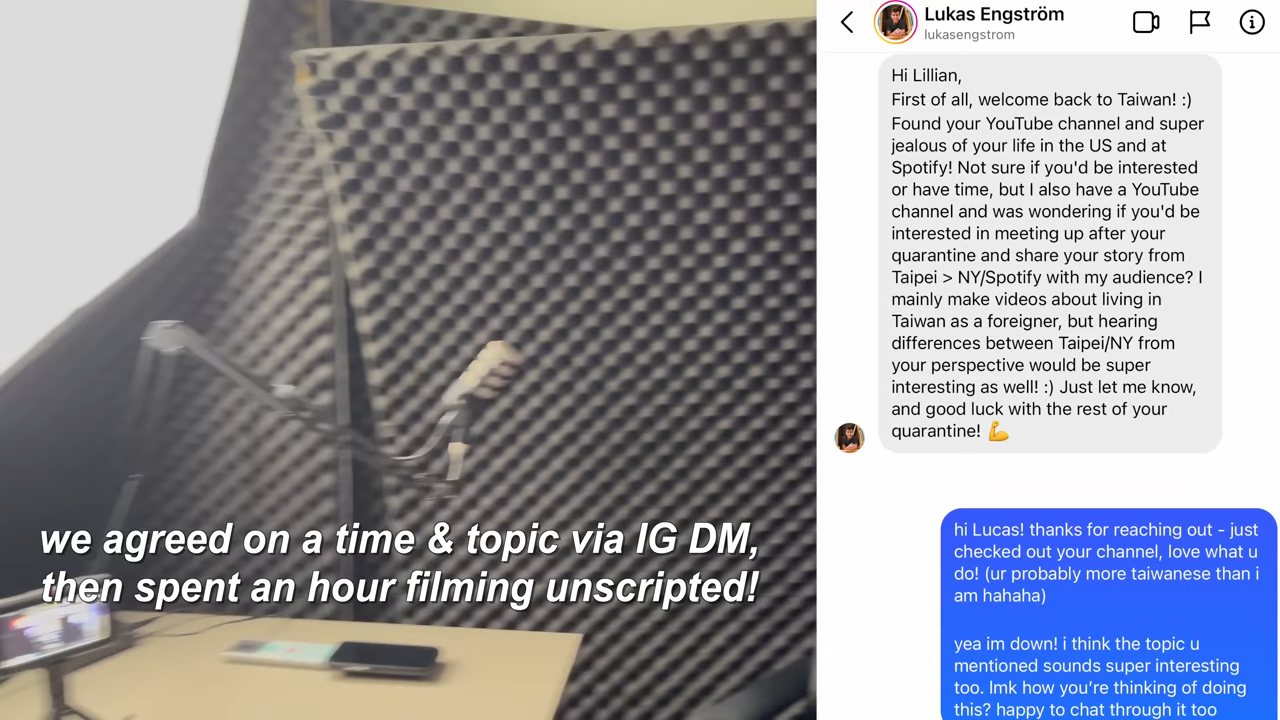 we agreed on a time & topic via IG DM,
then spent an hour filming unscripted!
Lukas Engström
lukasengstrom
Hi Lillian,
First of all, welcome back to Taiwan! :)
Found your YouTube channel and super
jealous of your life in the US and at
Spotify! Not sure if you'd be interested
or have time, but I also have a YouTube
channel and was wondering if you'd be
interested in meeting up after your
quarantine and share your story from
Taipei > NY/Spotify with my audience? I
mainly make videos about living in
Taiwan as a foreigner, but hearing
differences between Taipei/NY from
your perspective would be super
interesting as well! :) Just let me know,
and good luck with the rest of your
quarantine! 💪
hi Lucas! thanks for reaching out - just
checked out your channel, love what u
do! (ur probably more taiwanese than i
am hahaha)
yea im down! i think the topic u
mentioned sounds super interesting
too. lmk how you’re thinking of doing
this? happy to chat through it too